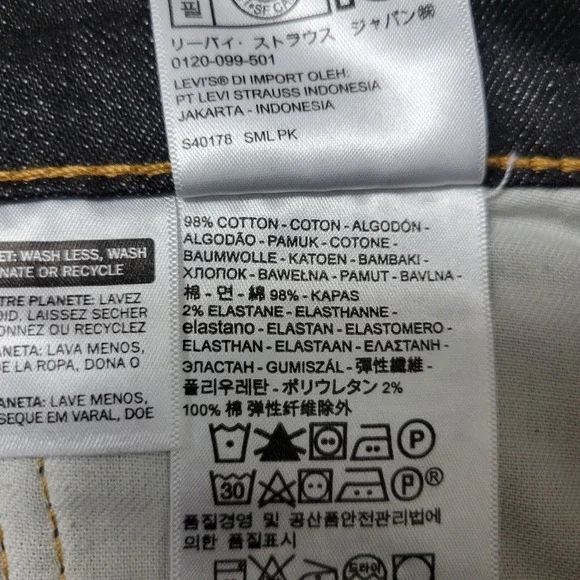 필
リーバイ・ストラウス ジャパン㈱
0120-099-501
LEVI'S® DI IMPORT OLEH:
PT LEVI STRAUSS INDONESIA
JAKARTA - INDONESIA
S40178 SML PK
ET: WASH LESS, WASH
NATE OR RECYCLE
TRE PLANETE: LAVEZ
OID, LAISSEZ SECHER
ONNEZ OU RECYCLEZ
ANETA: LAVA MENOS,
E LA ROPA, DONA O
ANETA: LAVE MENOS,
SEQUE EM VARAL, DOE
98% COTTON - COTON - ALGODÓN -
ALGODÃO - PAMUK - COTONE -
BAUMWOLLE - KATOEN - BAMBAKI -
ХЛОПОК - BAWEŁNA - PAMUT - BAVLNA -
棉 - 면 - 綿 98% - KAPAS
2% ELASTANE - ELASTHANNE -
elastano - ELASTAN - ELASTOMERO -
ELASTHAN - ELASTAAN - ΕΛΑΣΤΑΝΗ -
ЭЛАСТАН - GUMISZÁL - 彈性纖維 -
폴리우레탄 - ポリウレタン 2%
100% 棉 弹性纤维除外
P
30 P ®
품질경영 및 공산품안전관리법에
의한 품질표시
드라이